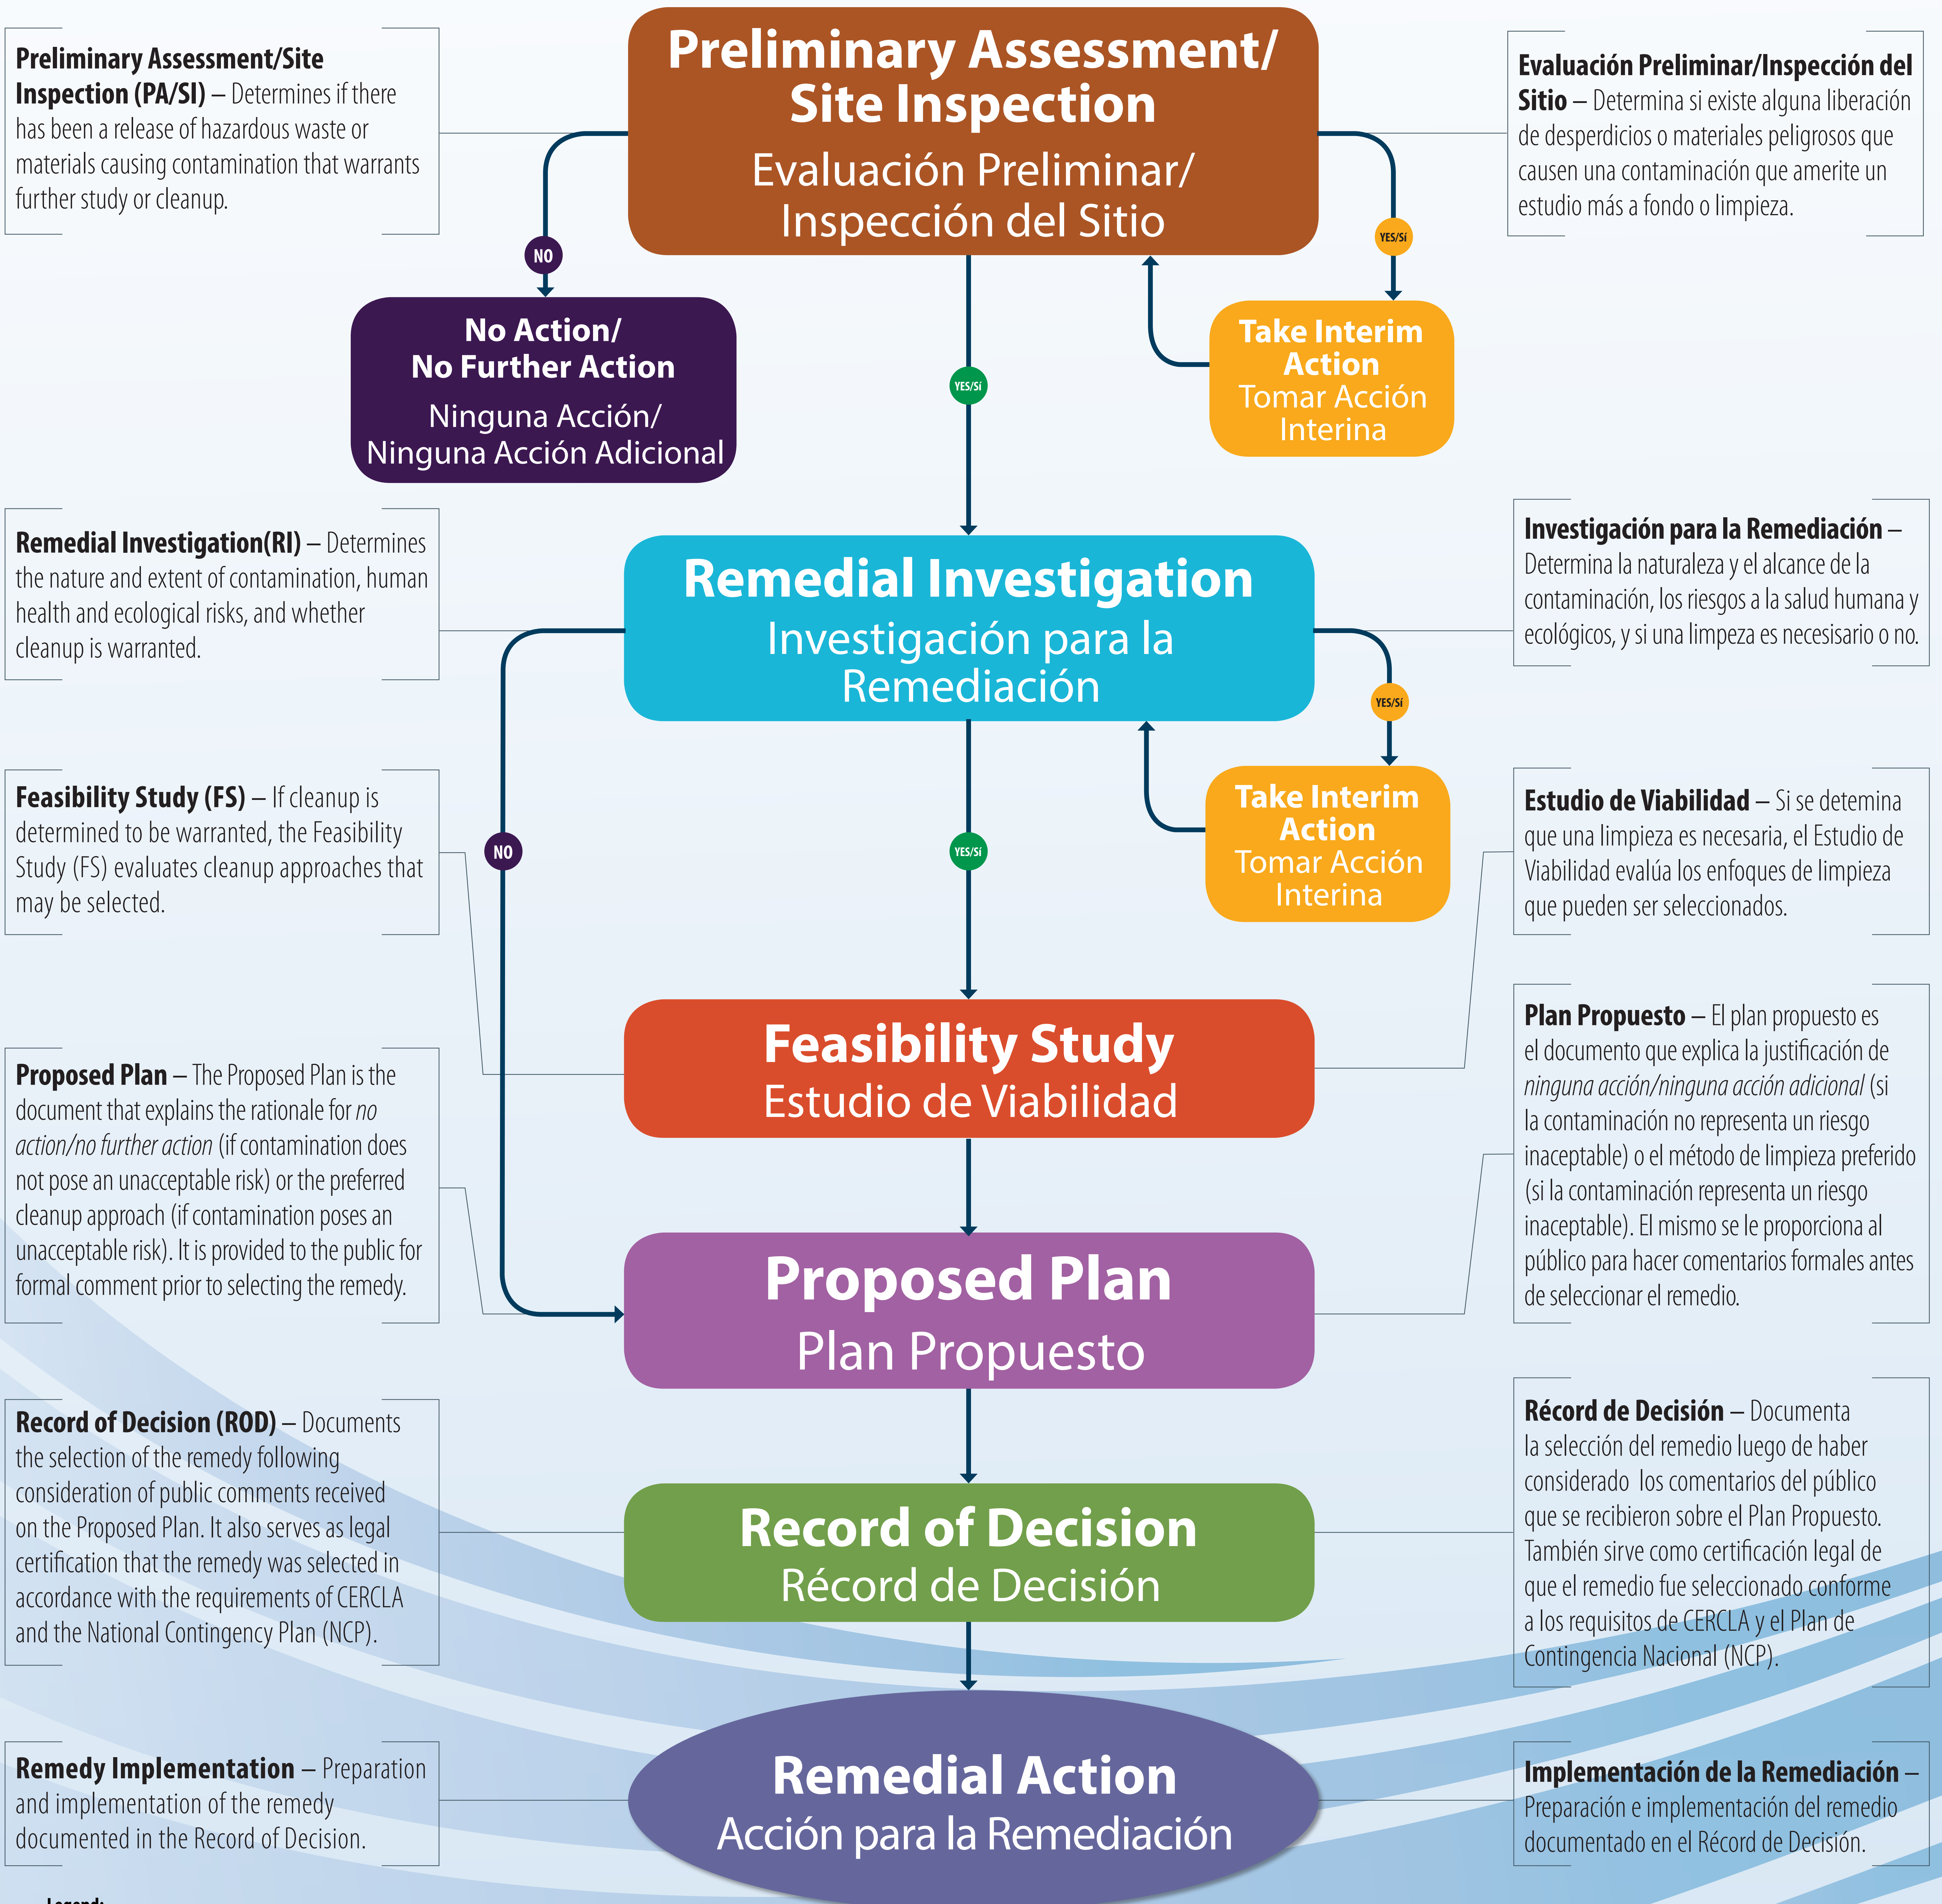 Preliminary Assessment/
Site Inspection
Evaluación Preliminar/
Inspección del Sitio
Preliminary Assessment/Site
Inspection (PA/SI) – Determines if there
has been a release of hazardous waste or
materials causing contamination that warrants
further study or cleanup.
Evaluación Preliminar/Inspección del
Sitio – Determina si existe alguna liberación
de desperdicios o materiales peligrosos que
causen una contaminación que amerite un
estudio más a fondo o limpieza.
NO
YES/Sí
No Action/
No Further Action
Ninguna Acción/
Ninguna Acción Adicional
YES/Sí
Take Interim
Action
Tomar Acción
Interina
Remedial Investigation(RI) – Determines
the nature and extent of contamination, human
health and ecological risks, and whether
cleanup is warranted.
Remedial Investigation
Investigación para la
Remediación
Investigación para la Remediación –
Determina la naturaleza y el alcance de la
contaminación, los riesgos a la salud humana y
ecológicos, y si una limpeza es necesisario o no.
YES/Sí
Take Interim
Action
Tomar Acción
Interina
NO
YES/Sí
Feasibility Study (FS) – If cleanup is
determined to be warranted, the Feasibility
Study (FS) evaluates cleanup approaches that
may be selected.
Estudio de Viabilidad – Si se detemina
que una limpieza es necesaria, el Estudio de
Viabilidad evalúa los enfoques de limpieza
que pueden ser seleccionados.
Feasibility Study
Estudio de Viabilidad
Proposed Plan – The Proposed Plan is the
document that explains the rationale for no
action/no further action (if contamination does
not pose an unacceptable risk) or the preferred
cleanup approach (if contamination poses an
unacceptable risk). It is provided to the public for
formal comment prior to selecting the remedy.
Plan Propuesto – El plan propuesto es
el documento que explica la justificación de
ninguna acción/ninguna acción adicional (si
la contaminación no representa un riesgo
inaceptable) o el método de limpieza preferido
(si la contaminación representa un riesgo
inaceptable). El mismo se le proporciona al
público para hacer comentarios formales antes
de seleccionar el remedio.
Proposed Plan
Plan Propuesto
Record of Decision (ROD) – Documents
the selection of the remedy following
consideration of public comments received
on the Proposed Plan. It also serves as legal
certification that the remedy was selected in
accordance with the requirements of CERCLA
and the National Contingency Plan (NCP).
Record of Decision
Récord de Decisión
Récord de Decisión – Documenta
la selección del remedio luego de haber
considerado los comentarios del público
que se recibieron sobre el Plan Propuesto.
También sirve como certificación legal de
que el remedio fue seleccionado conforme
a los requisitos de CERCLA y el Plan de
Contingencia Nacional (NCP).
Remedy Implementation – Preparation
and implementation of the remedy
documented in the Record of Decision.
Remedial Action
Acción para la Remediación
Implementación de la Remediación –
Preparación e implementación del remedio
documentado en el Récord de Decisión.
Legend: